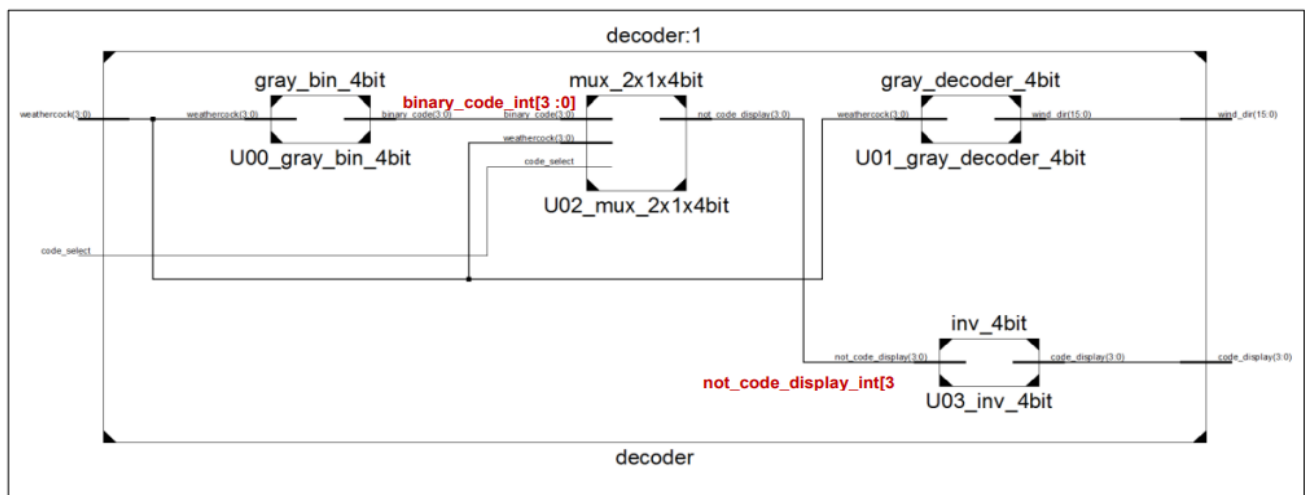 decoder:1
gray_bin_4bit
mux_2x1x4bit
gray_decoder_4bit
binary_code_int[3 :0]
weathercock(3:0)
weathercock(3:0)
binary_code(3:0)
binary_code(3:0)
not_code_display(3:0)
weathercock(3:0)
wind_dir(15:0)
wind_dir(15:0)
weathercock(3:0)
U00_gray_bin_4bit
code_select
U01_gray_decoder_4bit
U02_mux_2x1x4bit
code_select
inv_4bit
not_code_display(3:0)
code_display(3:0)
code_display(3:0)
not_code_display_int[3
U03_inv_4bit
decoder